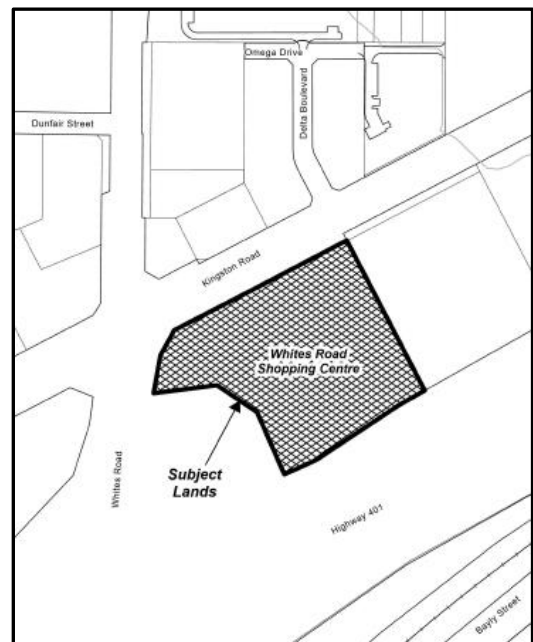 Omega Drive
Delta Boulevard
Dunfair Street
Kingston Road
Whites Road
Shopping Centre
Subject
Lands
Whites Road
Highway 401
Bayly Street